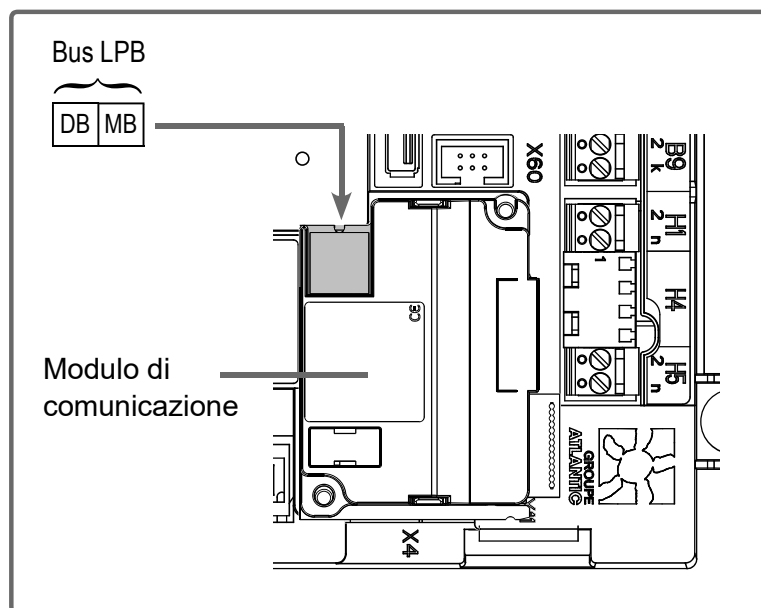 Bus LPB
DB MB
Modulo di
comunicazione
X60
B9
2 k
H1
2 n
1
H4
H5
2 n
GROUPE
ATLANTIC
X4